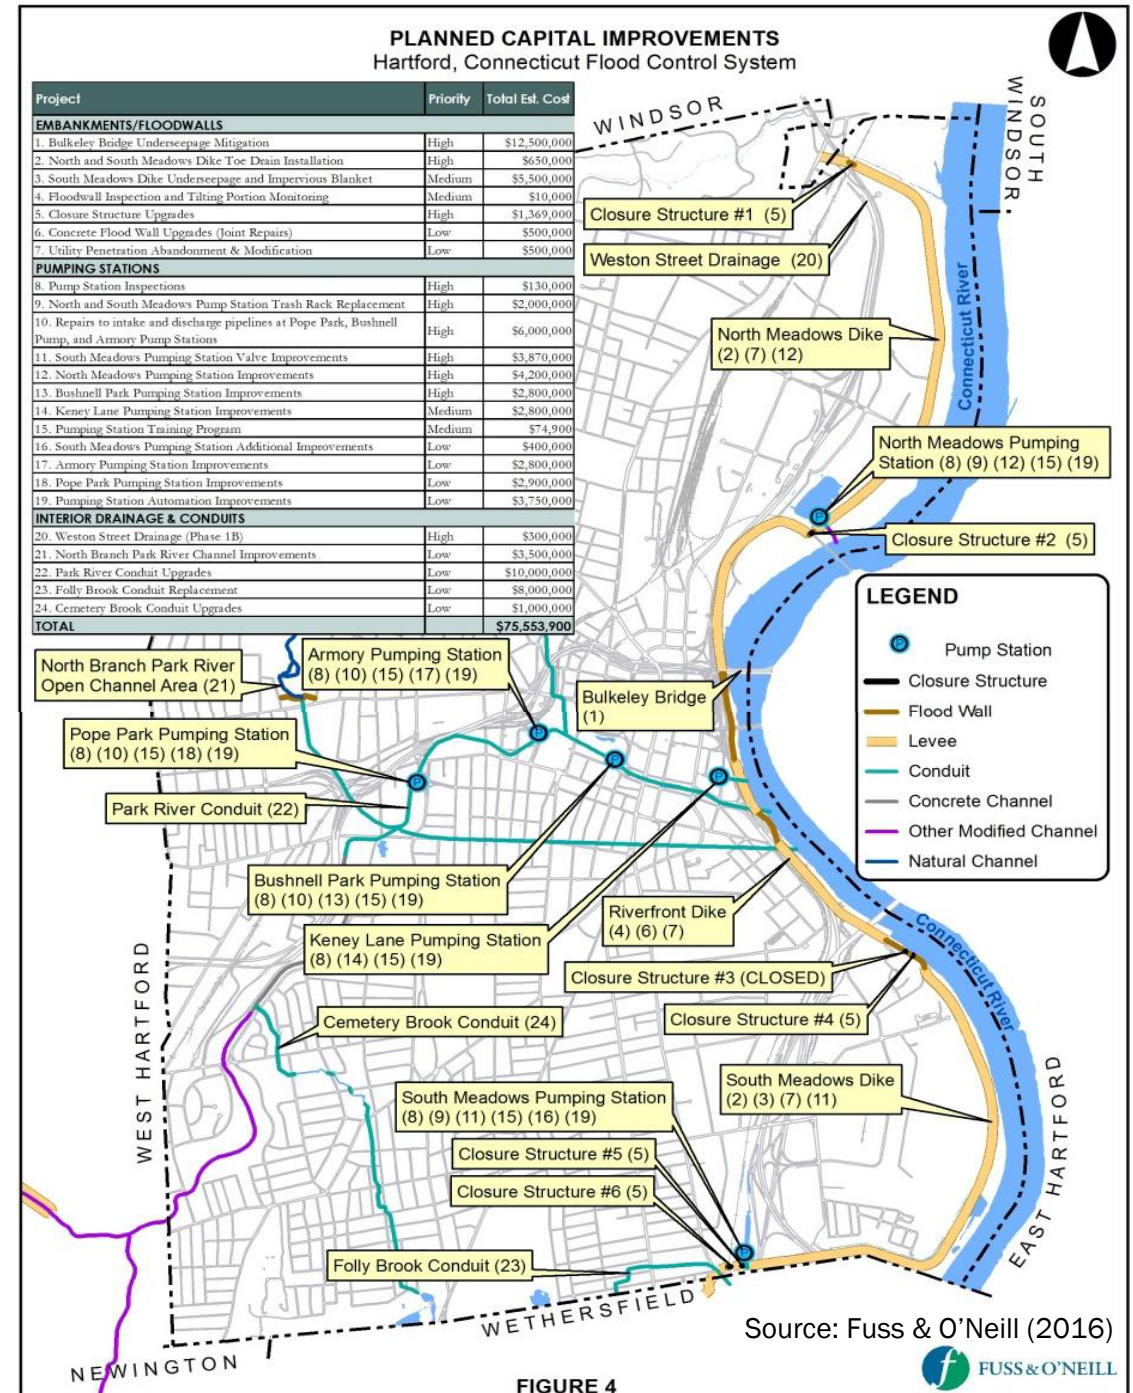 PLANNED CAPITAL IMPROVEMENTS
Hartford, Connecticut Flood Control System
Project Priority Total Est. Cost
EMBANKMENTS/FLOODWALLS
1. Bulkeley Bridge Underseepage Mitigation High $12,500,000
2. North and South Meadows Dike Toe Drain Installation High $650,000
3. South Meadows Dike Underseepage and Impervious Blanket Medium $5,500,000
4. Floodwall Inspection and Tilting Portion Monitoring Medium $10,000
5. Closure Structure Upgrades High $1,369,000
6. Concrete Flood Wall Upgrades (Joint Repairs) Low $500,000
7. Utility Penetration Abandonment & Modification Low $500,000
PUMPING STATIONS
8. Pump Station Inspections High $130,000
9. North and South Meadows Pump Station Trash Rack Replacement High $2,000,000
10. Repairs to intake and discharge pipelines at Pope Park, Bushnell
Pump, and Armory Pump Stations High $6,000,000
11. South Meadows Pumping Station Valve Improvements High $3,870,000
12. North Meadows Pumping Station Improvements High $4,200,000
13. Bushnell Park Pumping Station Improvements High $2,800,000
14. Keney Lane Pumping Station Improvements Medium $2,800,000
15. Pumping Station Training Program Medium $74,900
16. South Meadows Pumping Station Additional Improvements Low $400,000
17. Armory Pumping Station Improvements Low $2,800,000
18. Pope Park Pumping Station Improvements Low $2,900,000
19. Pumping Station Automation Improvements Low $3,750,000
INTERIOR DRAINAGE & CONDUITS
20. Weston Street Drainage (Phase 1B) High $300,000
21. North Branch Park River Channel Improvements Low $3,500,000
22. Park River Conduit Upgrades Low $10,000,000
23. Folly Brook Conduit Replacement Low $8,000,000
24. Cemetery Brook Conduit Upgrades Low $1,000,000
TOTAL $75,553,900
WINDSOR
SOUTH
WINDSOR
Closure Structure #1 (5)
Weston Street Drainage (20)
North Meadows Dike
(2) (7) (12)
Connecticut River
North Meadows Pumping
Station (8) (9) (12) (15) (19)
P
Closure Structure #2 (5)
LEGEND
P Pump Station
Closure Structure
Flood Wall
Levee
Conduit
Concrete Channel
Other Modified Channel
Natural Channel
North Branch Park River
Open Channel Area (21)
Armory Pumping Station
(8) (10) (15) (17) (19)
Bulkeley Bridge
(1)
Pope Park Pumping Station
(8) (10) (15) (18) (19)
P
P
P
P
Park River Conduit (22)
Bushnell Park Pumping Station
(8) (10) (13) (15) (19)
Riverfront Dike
(4) (6) (7)
Keney Lane Pumping Station
(8) (14) (15) (19)
Connecticut River
Closure Structure #3 (CLOSED)
Closure Structure #4 (5)
WEST HARTFORD
Cemetery Brook Conduit (24)
South Meadows Dike
(2) (3) (7) (11)
South Meadows Pumping Station
(8) (9) (11) (15) (16) (19)
Closure Structure #5 (5)
Closure Structure #6 (5)
EAST HARTFORD
P
Folly Brook Conduit (23)
WETHERSFIELD
NEWINGTON
Source: Fuss & O'Neill (2016)
f FUSS & O'NEILL
FIGURE 4